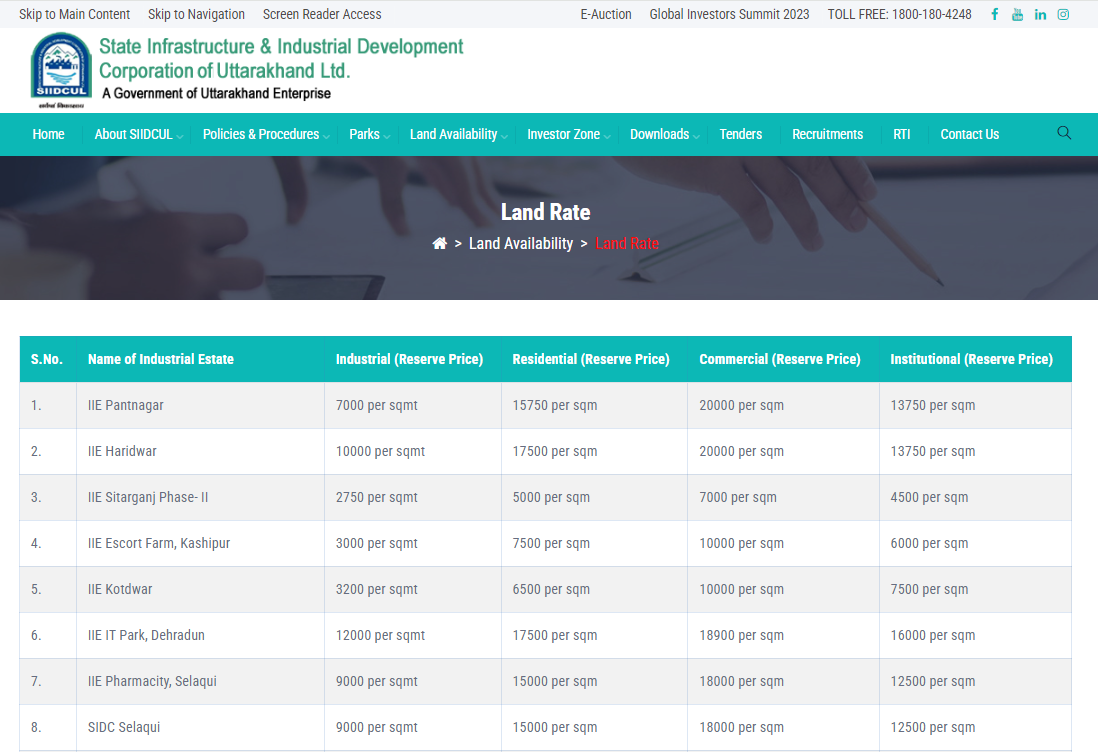 Skip to Main Content Skip to Navigation Screen Reader Access E-Auction Global Investors Summit 2023 TOLL FREE: 1800-180-4248
SIIDCUL
State Infrastructure & Industrial Development
Corporation of Uttarakhand Ltd.
A Government of Uttarakhand Enterprise
Home About SIIDCUL Policies & Procedures Parks Land Availability Investor Zone Downloads Tenders Recruitments RTI Contact Us
Land Rate
> Land Availability > Land Rate
S.No. Name of Industrial Estate Industrial (Reserve Price) Residential (Reserve Price) Commercial (Reserve Price) Institutional (Reserve Price)
1. IIE Pantnagar 7000 per sqmt 15750 per sqm 20000 per sqm 13750 per sqm
2. IIE Haridwar 10000 per sqmt 17500 per sqm 20000 per sqm 13750 per sqm
3. IIE Sitarganj Phase- II 2750 per sqmt 5000 per sqm 7000 per sqm 4500 per sqm
4. IIE Escort Farm, Kashipur 3000 per sqmt 7500 per sqm 10000 per sqm 6000 per sqm
5. IIE Kotdwar 3200 per sqmt 6500 per sqm 10000 per sqm 7500 per sqm
6. IIE IT Park, Dehradun 12000 per sqmt 17500 per sqm 18900 per sqm 16000 per sqm
7. IIE Pharmacity, Selaqui 9000 per sqmt 15000 per sqm 18000 per sqm 12500 per sqm
8. SIDC Selaqui 9000 per sqmt 15000 per sqm 18000 per sqm 12500 per sqm